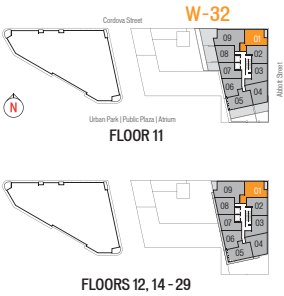 W-32
Cordova Street
09 01
08 02
07 03
06 04
05
Abbott Street
N
Urban Park | Public Plaza | Atrium
FLOOR 11
09 01
08 02
07 03
06 04
05
FLOORS 12, 14 - 29